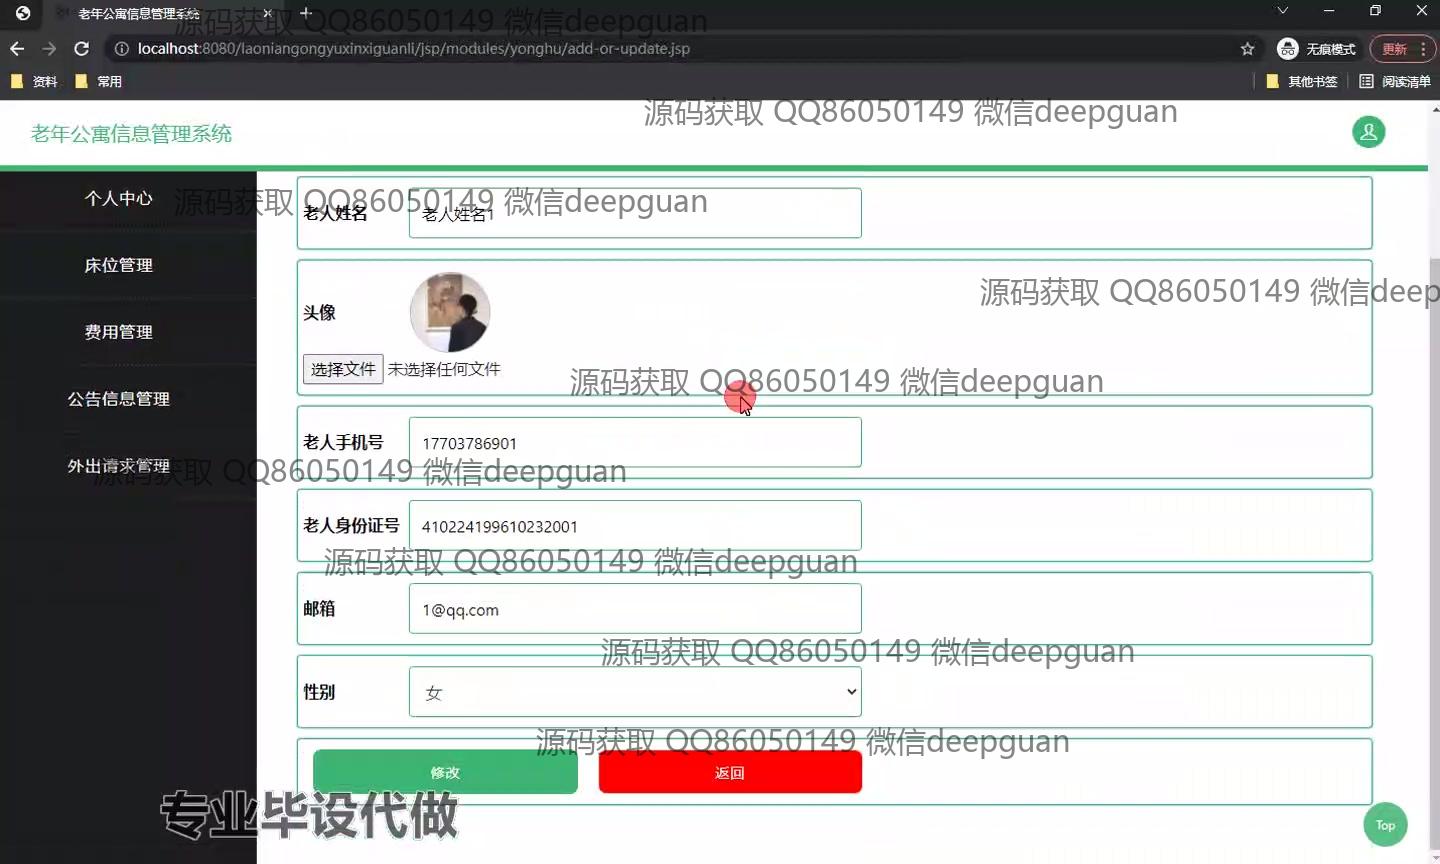 老年公寓信息管理系统
源码获取 QQ86050149 微信deepguan
localhost:8080/laoniangongyuxinxiguanli/jsp/modules/yonghu/add-or-update.jsp
无痕模式
更新
资料
常用
其他书签
阅读清单
源码获取 QQ86050149 微信deepguan
老年公寓信息管理系统
个人中心
源码获取 QQ86050149 微信deepguan
老人姓名
老人姓名1
床位管理
源码获取 QQ86050149 微信deep
头像
费用管理
选择文件 未选择任何文件
源码获取 QQ86050149 微信deepguan
公告信息管理
老人手机号
17703786901
外出请求管理
源码获取 QQ86050149 微信deepguan
老人身份证号
410224199610232001
源码获取 QQ86050149 微信deepguan
邮箱
1@qq.com
源码获取 QQ86050149 微信deepguan
性别
女
源码获取 QQ86050149 微信deepguan
修改
返回
专业毕设代做
Top